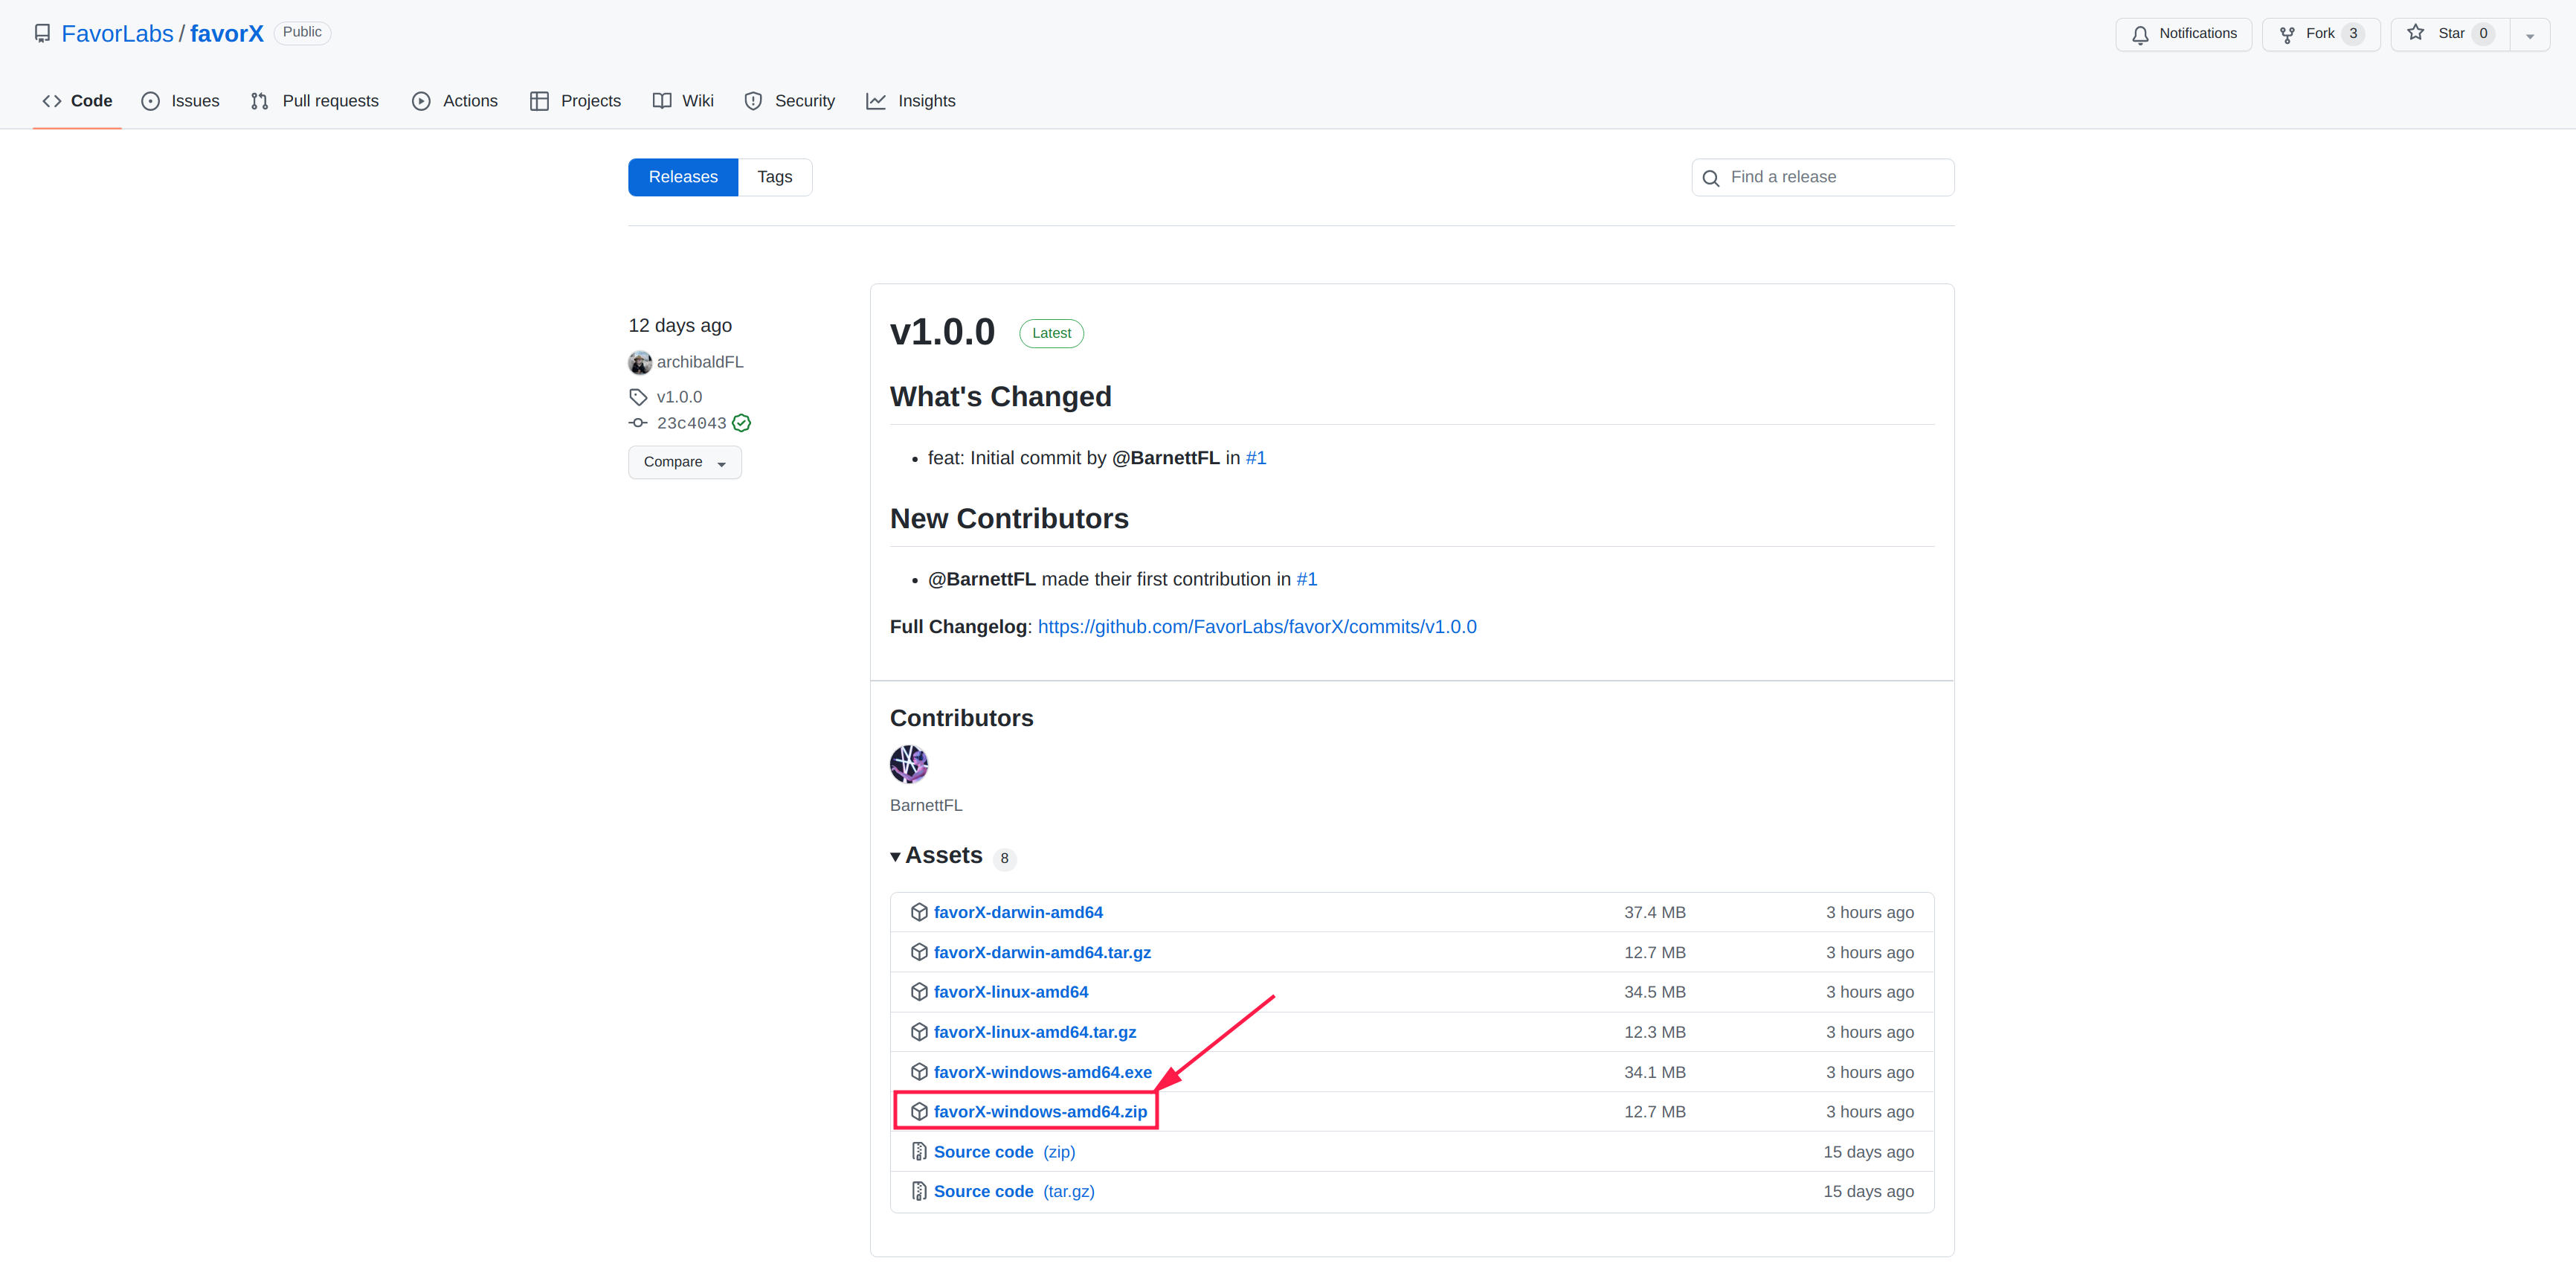 FavorLabs / favorX Public
Notifications Fork 3 Star 0
Code Issues Pull requests Actions Projects Wiki Security Insights
Releases Tags
Find a release
12 days ago
archibaldFL
v1.0.0
23c4043
Compare
v1.0.0 Latest
What's Changed
• feat: Initial commit by @BarnettFL in #1
New Contributors
• @BarnettFL made their first contribution in #1
Full Changelog: https://github.com/FavorLabs/favorX/commits/v1.0.0
Contributors
BarnettFL
Assets 8
favorX-darwin-amd64 37.4 MB 3 hours ago
favorX-darwin-amd64.tar.gz 12.7 MB 3 hours ago
favorX-linux-amd64 34.5 MB 3 hours ago
favorX-linux-amd64.tar.gz 12.3 MB 3 hours ago
favorX-windows-amd64.exe 34.1 MB 3 hours ago
favorX-windows-amd64.zip 12.7 MB 3 hours ago
Source code (zip) 15 days ago
Source code (tar.gz) 15 days ago